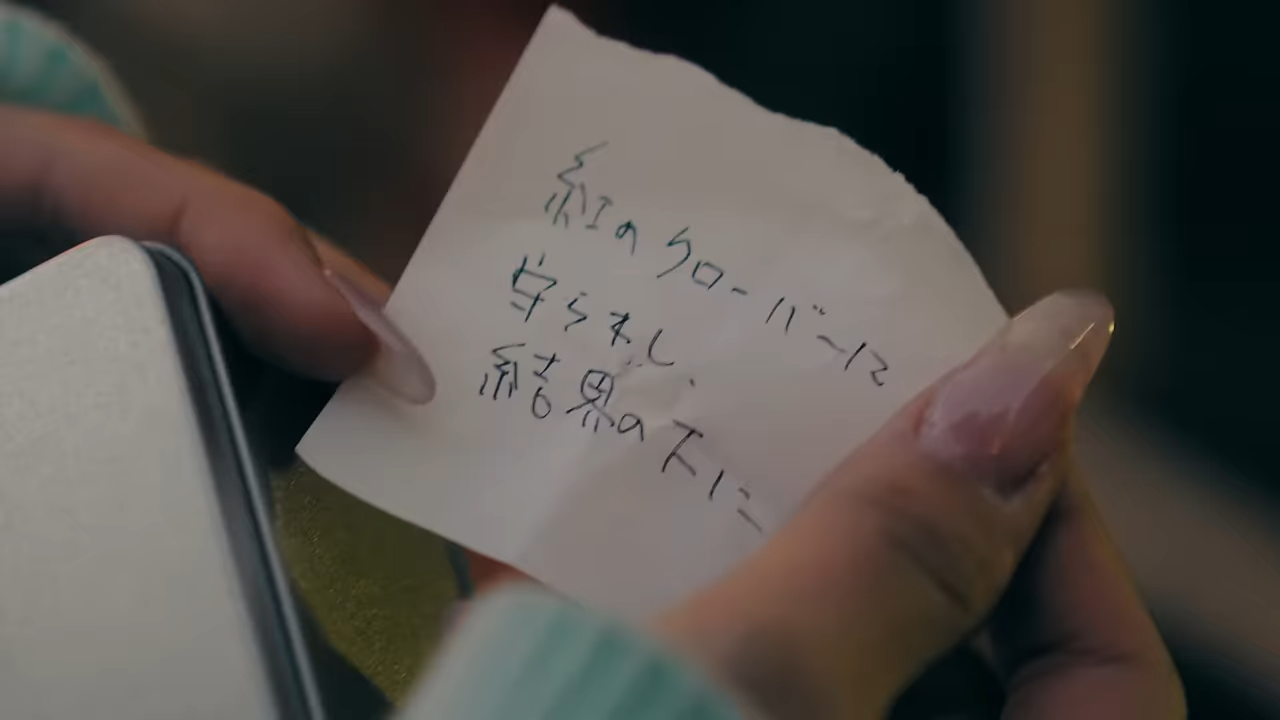 紅のクローバーに
守られし、
結界の下に